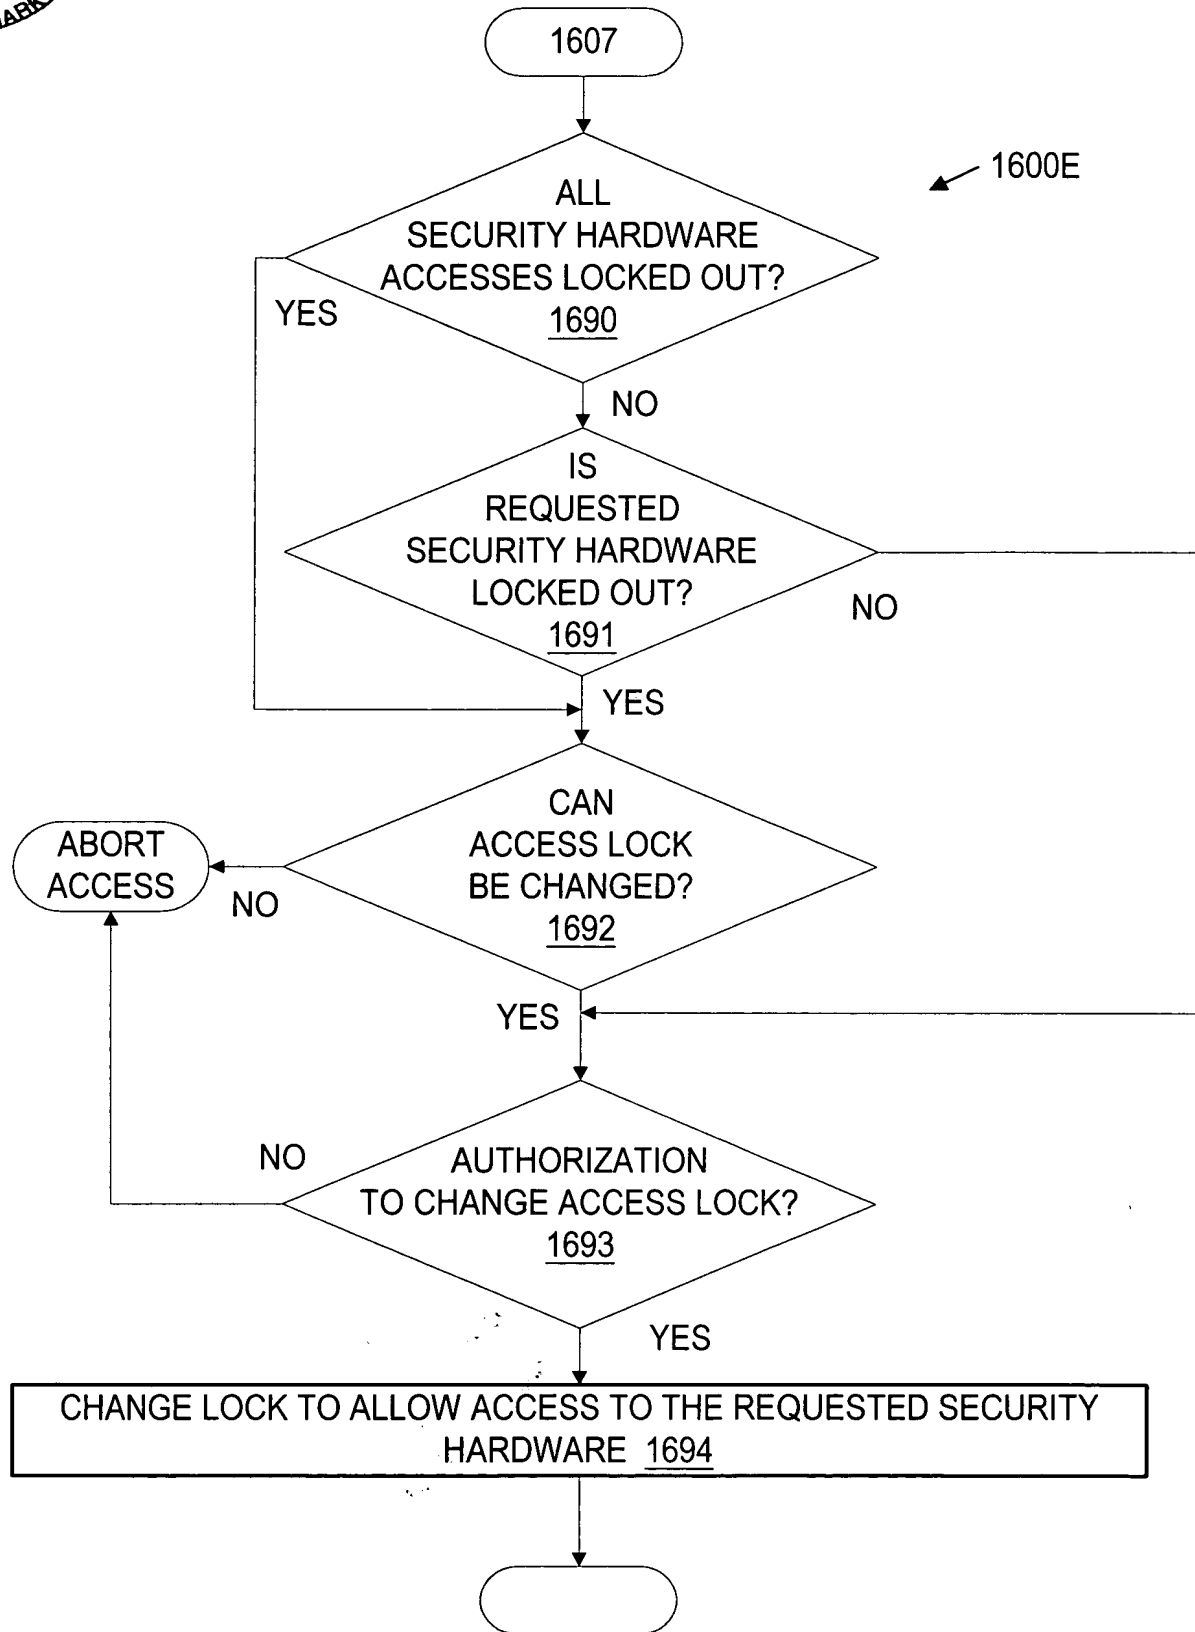 1607
1600E
ALL
SECURITY HARDWARE
ACCESSES LOCKED OUT?
1690
YES
NO
IS
REQUESTED
SECURITY HARDWARE
LOCKED OUT?
1691
NO
YES
CAN
ACCESS LOCK
BE CHANGED?
1692
ABORT
ACCESS
NO
YES
NO
AUTHORIZATION
TO CHANGE ACCESS LOCK?
1693
YES
CHANGE LOCK TO ALLOW ACCESS TO THE REQUESTED SECURITY
HARDWARE 1694